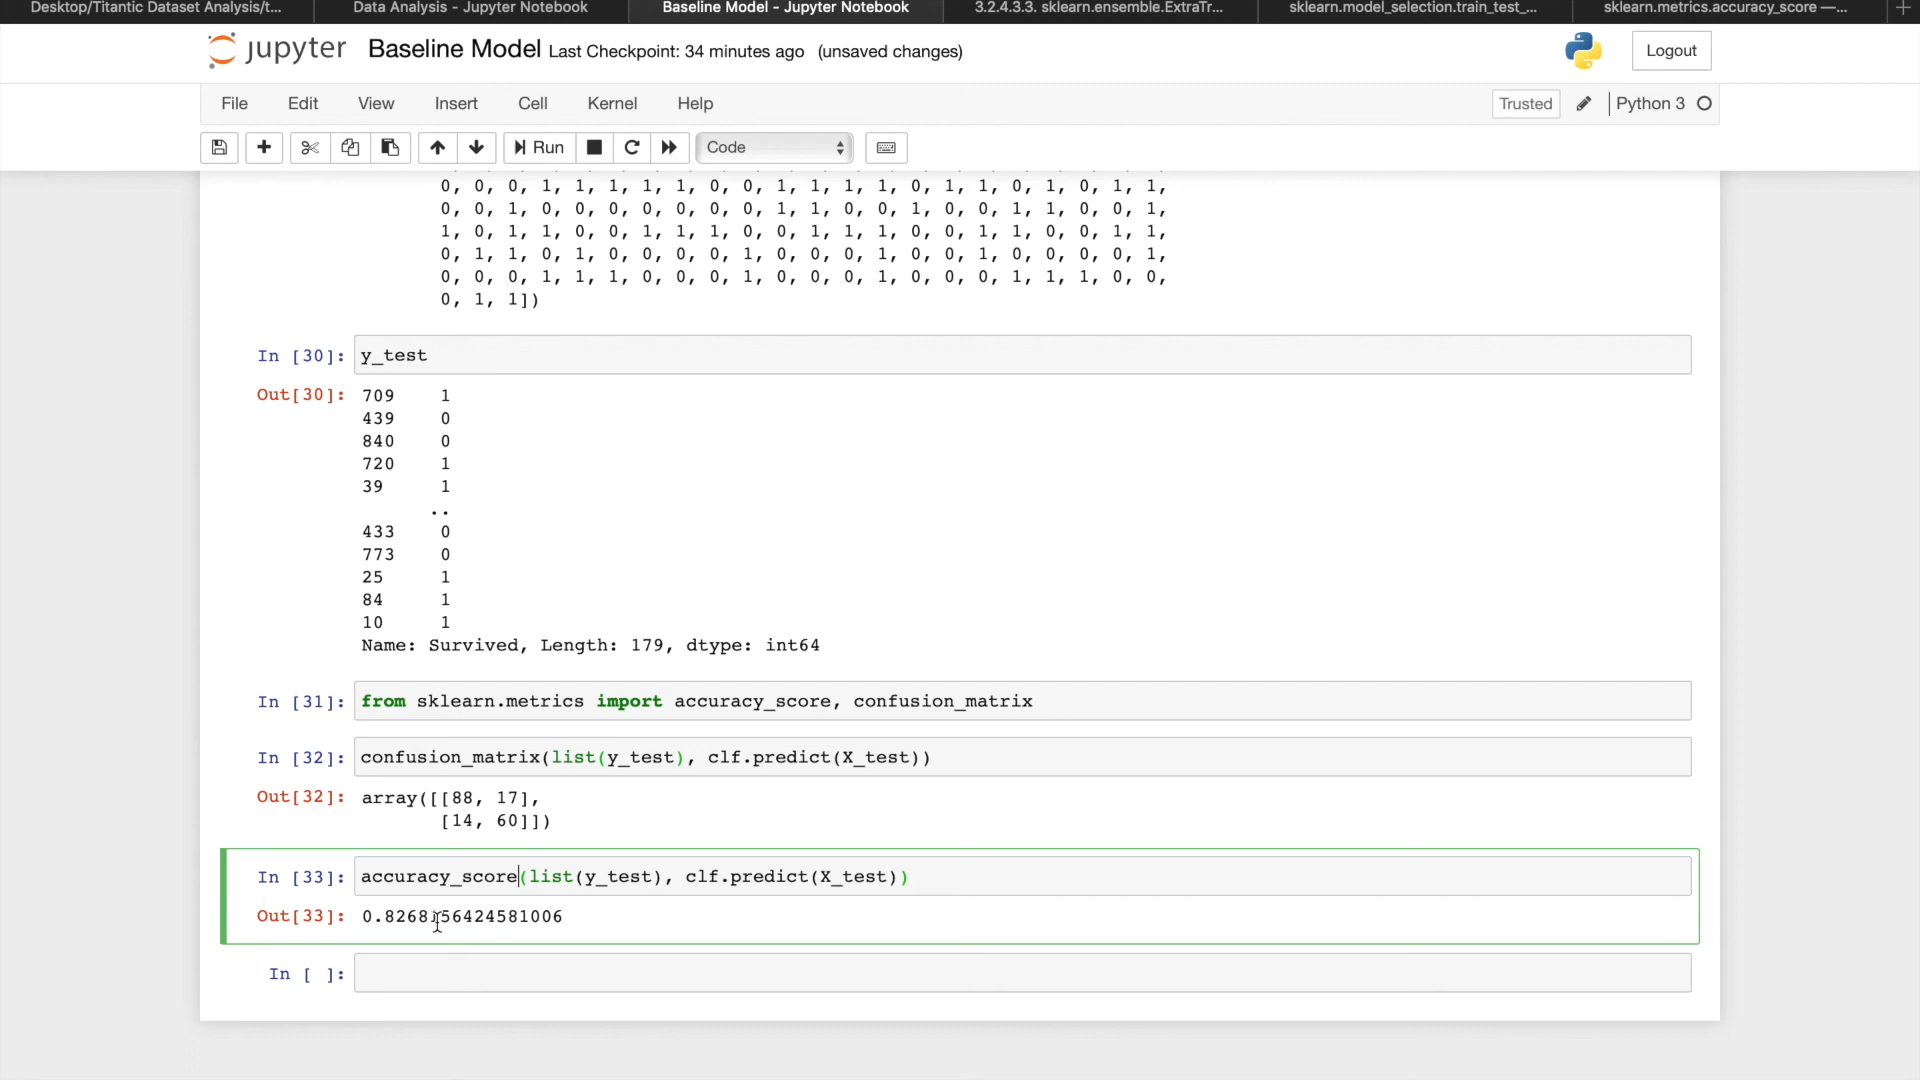 Desktop/Titantic Dataset Analysis/t...
Data Analysis - Jupyter Notebook
Baseline Model - Jupyter Notebook
3.2.4.3.3. sklearn.ensemble.ExtraTr...
sklearn.model_selection.train_test_...
sklearn.metrics.accuracy_score —...
jupyter Baseline Model Last Checkpoint: 34 minutes ago (unsaved changes)
Logout
File Edit View Insert Cell Kernel Help
Trusted
Python 3
Run
Code
0, 0, 0, 1, 1, 1, 1, 1, 0, 0, 1, 1, 1, 1, 0, 1, 1, 0, 1, 0, 1, 1,
0, 0, 1, 0, 0, 0, 0, 0, 0, 0, 1, 1, 0, 0, 1, 0, 0, 1, 1, 0, 0, 1,
1, 0, 1, 1, 0, 0, 1, 1, 1, 0, 0, 1, 1, 1, 0, 0, 1, 1, 0, 0, 1, 1,
0, 1, 1, 0, 1, 0, 0, 0, 0, 1, 0, 0, 0, 1, 0, 0, 1, 0, 0, 0, 0, 1,
0, 0, 0, 1, 1, 1, 0, 0, 0, 1, 0, 0, 0, 1, 0, 0, 0, 1, 1, 1, 0, 0,
0, 1, 1])
In [30]: y_test
Out[30]: 709 1
439 0
840 0
720 1
39 1
..
433 0
773 0
25 1
84 1
10 1
Name: Survived, Length: 179, dtype: int64
In [31]: from sklearn.metrics import accuracy_score, confusion_matrix
In [32]: confusion_matrix(list(y_test), clf.predict(X_test))
Out[32]: array([[88, 17],
[14, 60]])
In [33]: accuracy_score(list(y_test), clf.predict(X_test))
Out[33]: 0.8268156424581006
In [ ]: